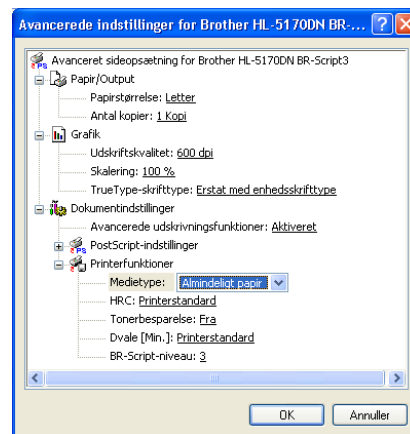 Avancerede indstillinger for Brother HL-5170DN BR-...
Avanceret sideopsætning for Brother HL-5170DN BR-Script3
Papir/Output
Papirstørrelse: Letter
Antal kopier: 1 Kopi
Grafik
Udskriftskvalitet: 600 dpi
Skalering: 100 %
TrueType-skrifttype: Erstat med enhedsskrifttype
Dokumentindstillinger
Avancerede udskrivningsfunktioner: Aktiveret
PostScript-indstillinger
Printerfunktioner
Medietype: Almindeligt papir
HRC: Printerstandard
Tonerbesparelse: Fra
Dvale [Min.]: Printerstandard
BR-Script-niveau: 3
OK Annuller